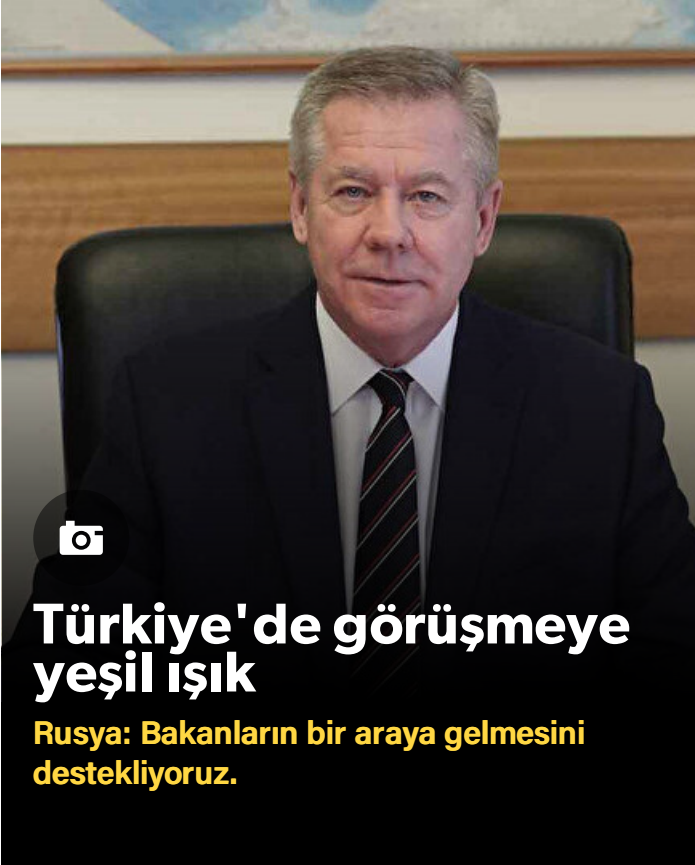 Türkiye'de görüşmeye
yeşil ışık
Rusya: Bakanların bir araya gelmesini
destekliyoruz.